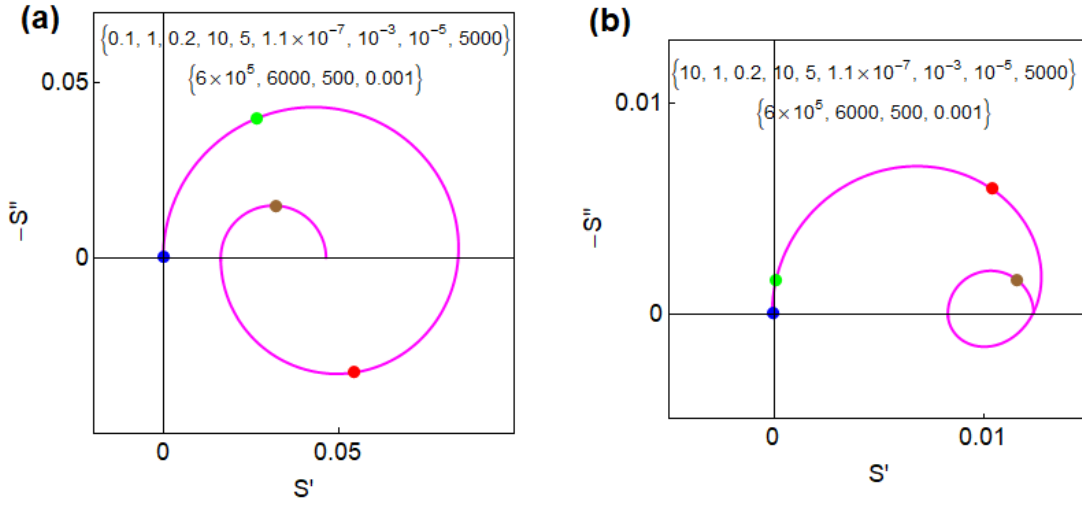 (a)
{0.1, 1, 0.2, 10, 5, 1.1×10⁻⁷, 10⁻³, 10⁻⁵, 5000}
{6×10⁵, 6000, 500, 0.001}
0.05
0
-S''
0
0.05
S'
(b)
{10, 1, 0.2, 10, 5, 1.1×10⁻⁷, 10⁻³, 10⁻⁵, 5000}
{6×10⁵, 6000, 500, 0.001}
0.01
0
-S''
0
0.01
S'